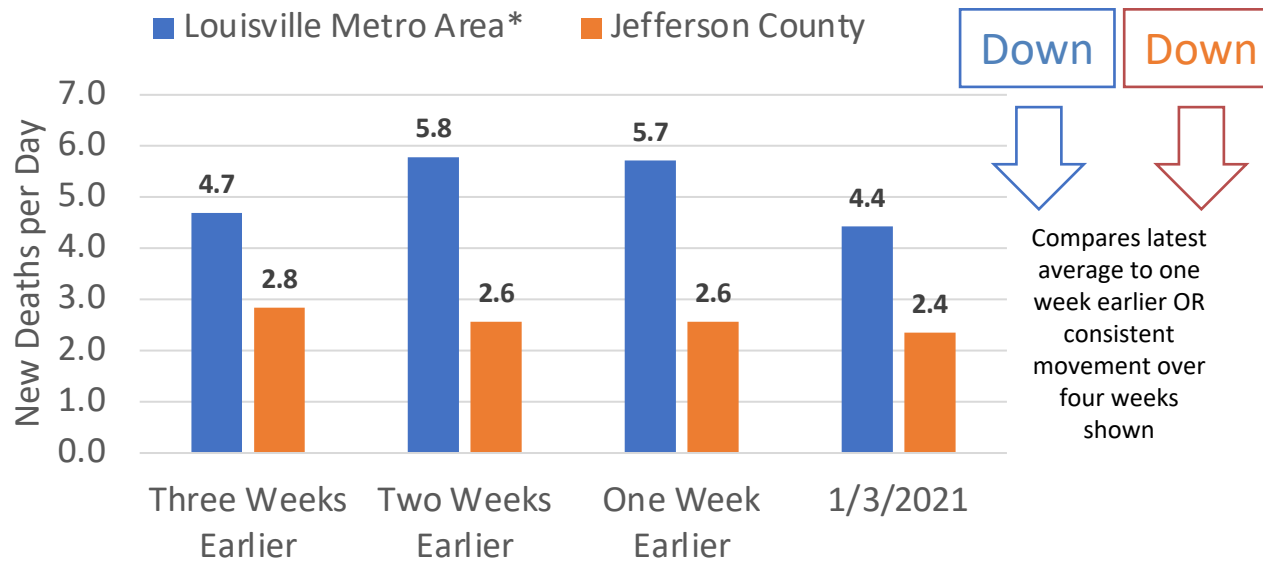 Louisville Metro Area*
Jefferson County
Down
Down
New Deaths per Day
7.0
6.0
5.0
4.0
3.0
2.0
1.0
0.0
4.7
2.8
5.8
2.6
5.7
2.6
4.4
2.4
Three Weeks
Earlier
Two Weeks
Earlier
One Week
Earlier
1/3/2021
Compares latest
average to one
week earlier OR
consistent
movement over
four weeks
shown